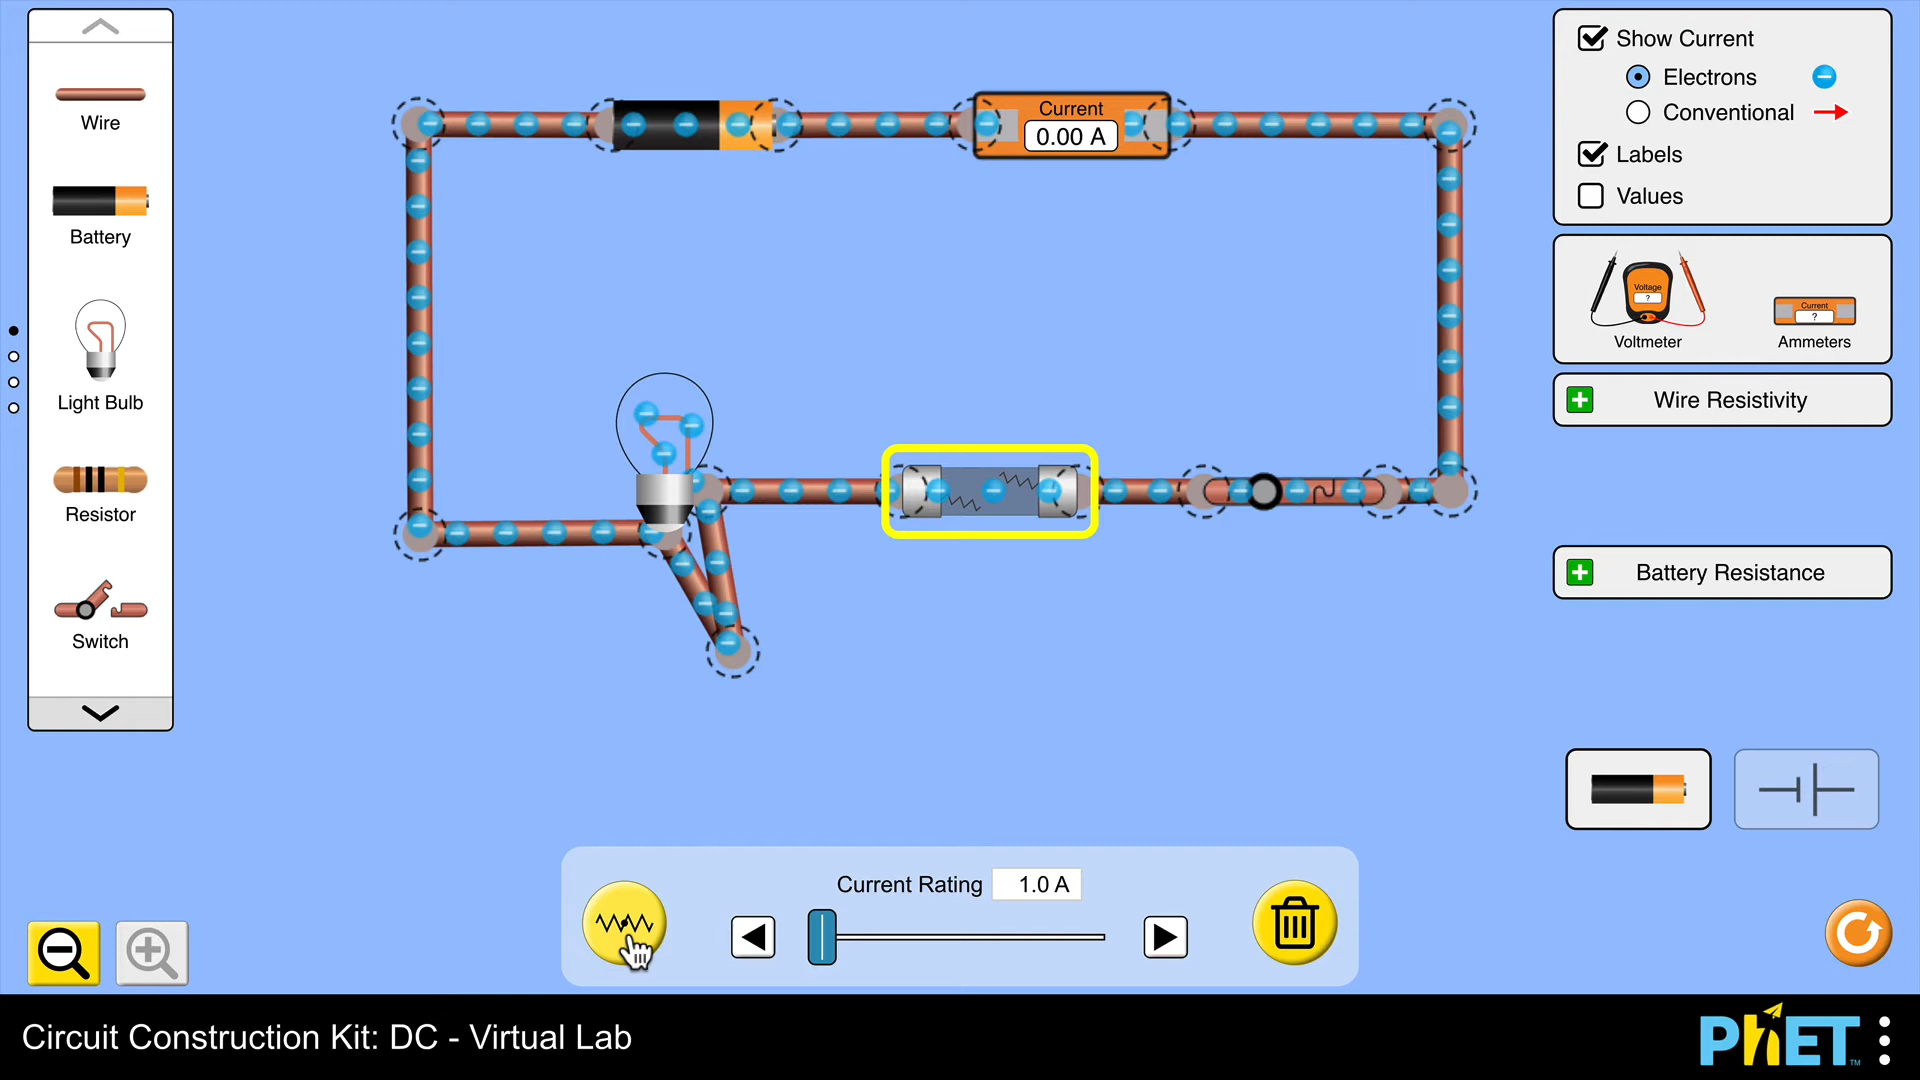 Wire
Battery
Light Bulb
Resistor
Switch
Current
0.00 A
Show Current
Electrons
Conventional
Labels
Values
Voltage
?
Voltmeter
Current
?
Ammeters
Wire Resistivity
Battery Resistance
Current Rating 1.0 A
Circuit Construction Kit: DC - Virtual Lab
PhET™